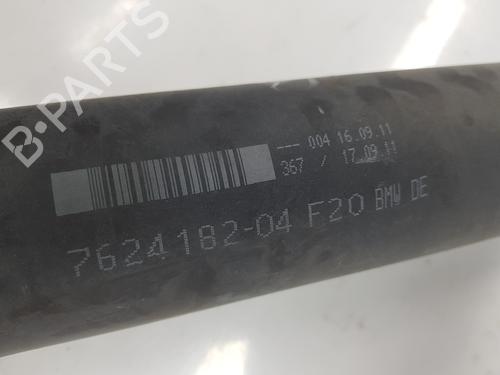 B-PARTS
--- 004 16.09.11
367 / 17.09.11
7624182-04 F20 BMW DE